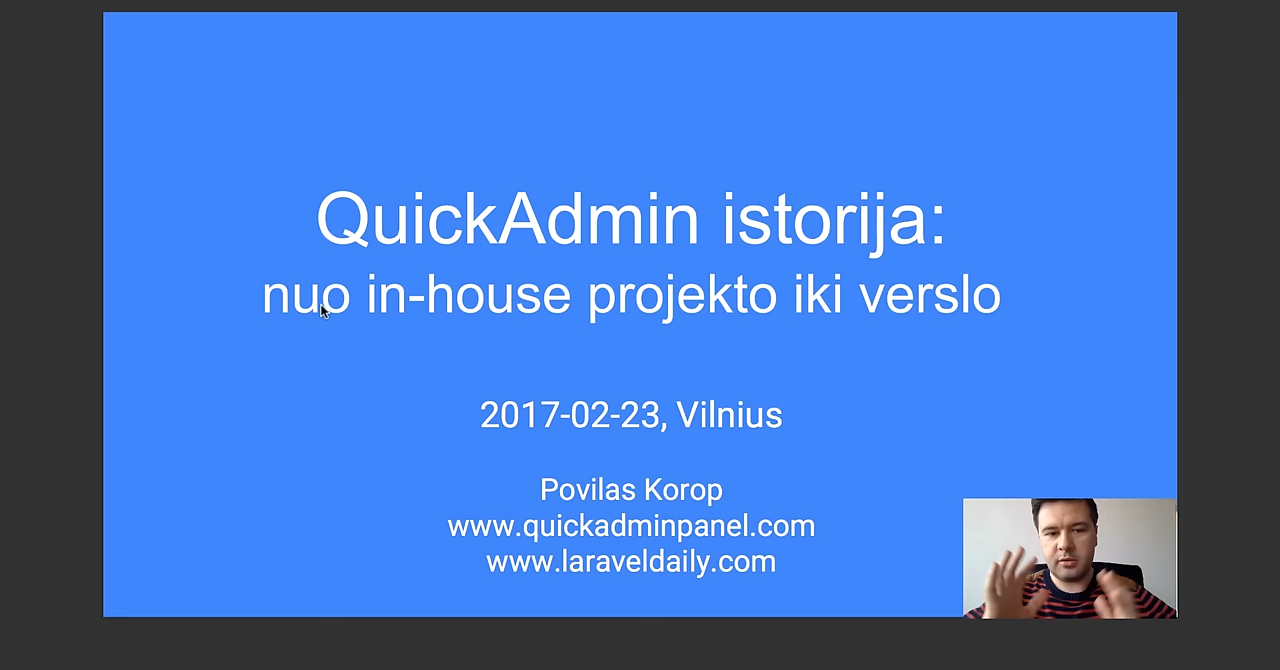 QuickAdmin istorija:
nuo in-house projekto iki verslo
2017-02-23, Vilnius
Povilas Korop
www.quickadminpanel.com
www.laraveldaily.com